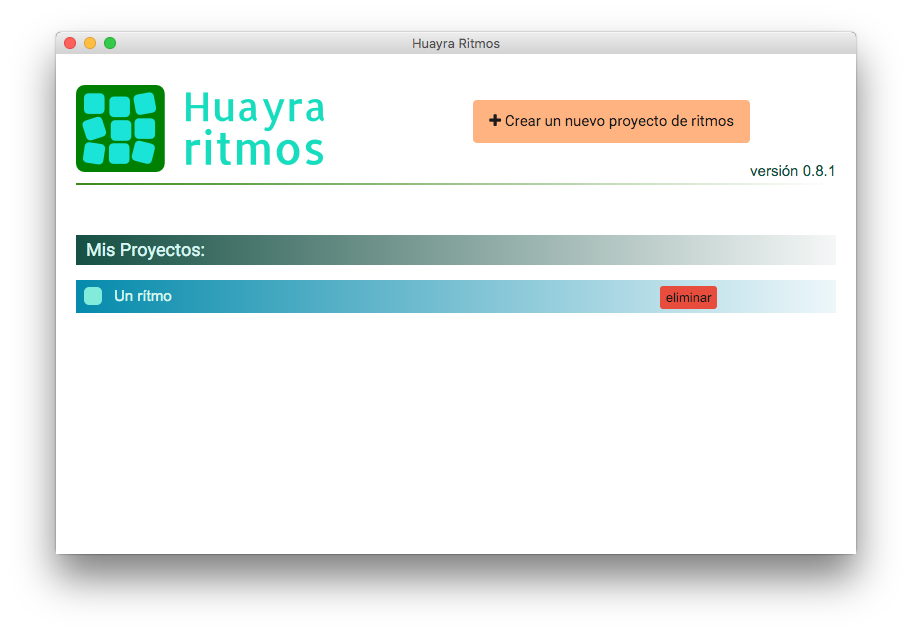 Huayra Ritmos
Huayra
ritmos
+ Crear un nuevo proyecto de ritmos
versión 0.8.1
Mis Proyectos:
Un rítmo
eliminar